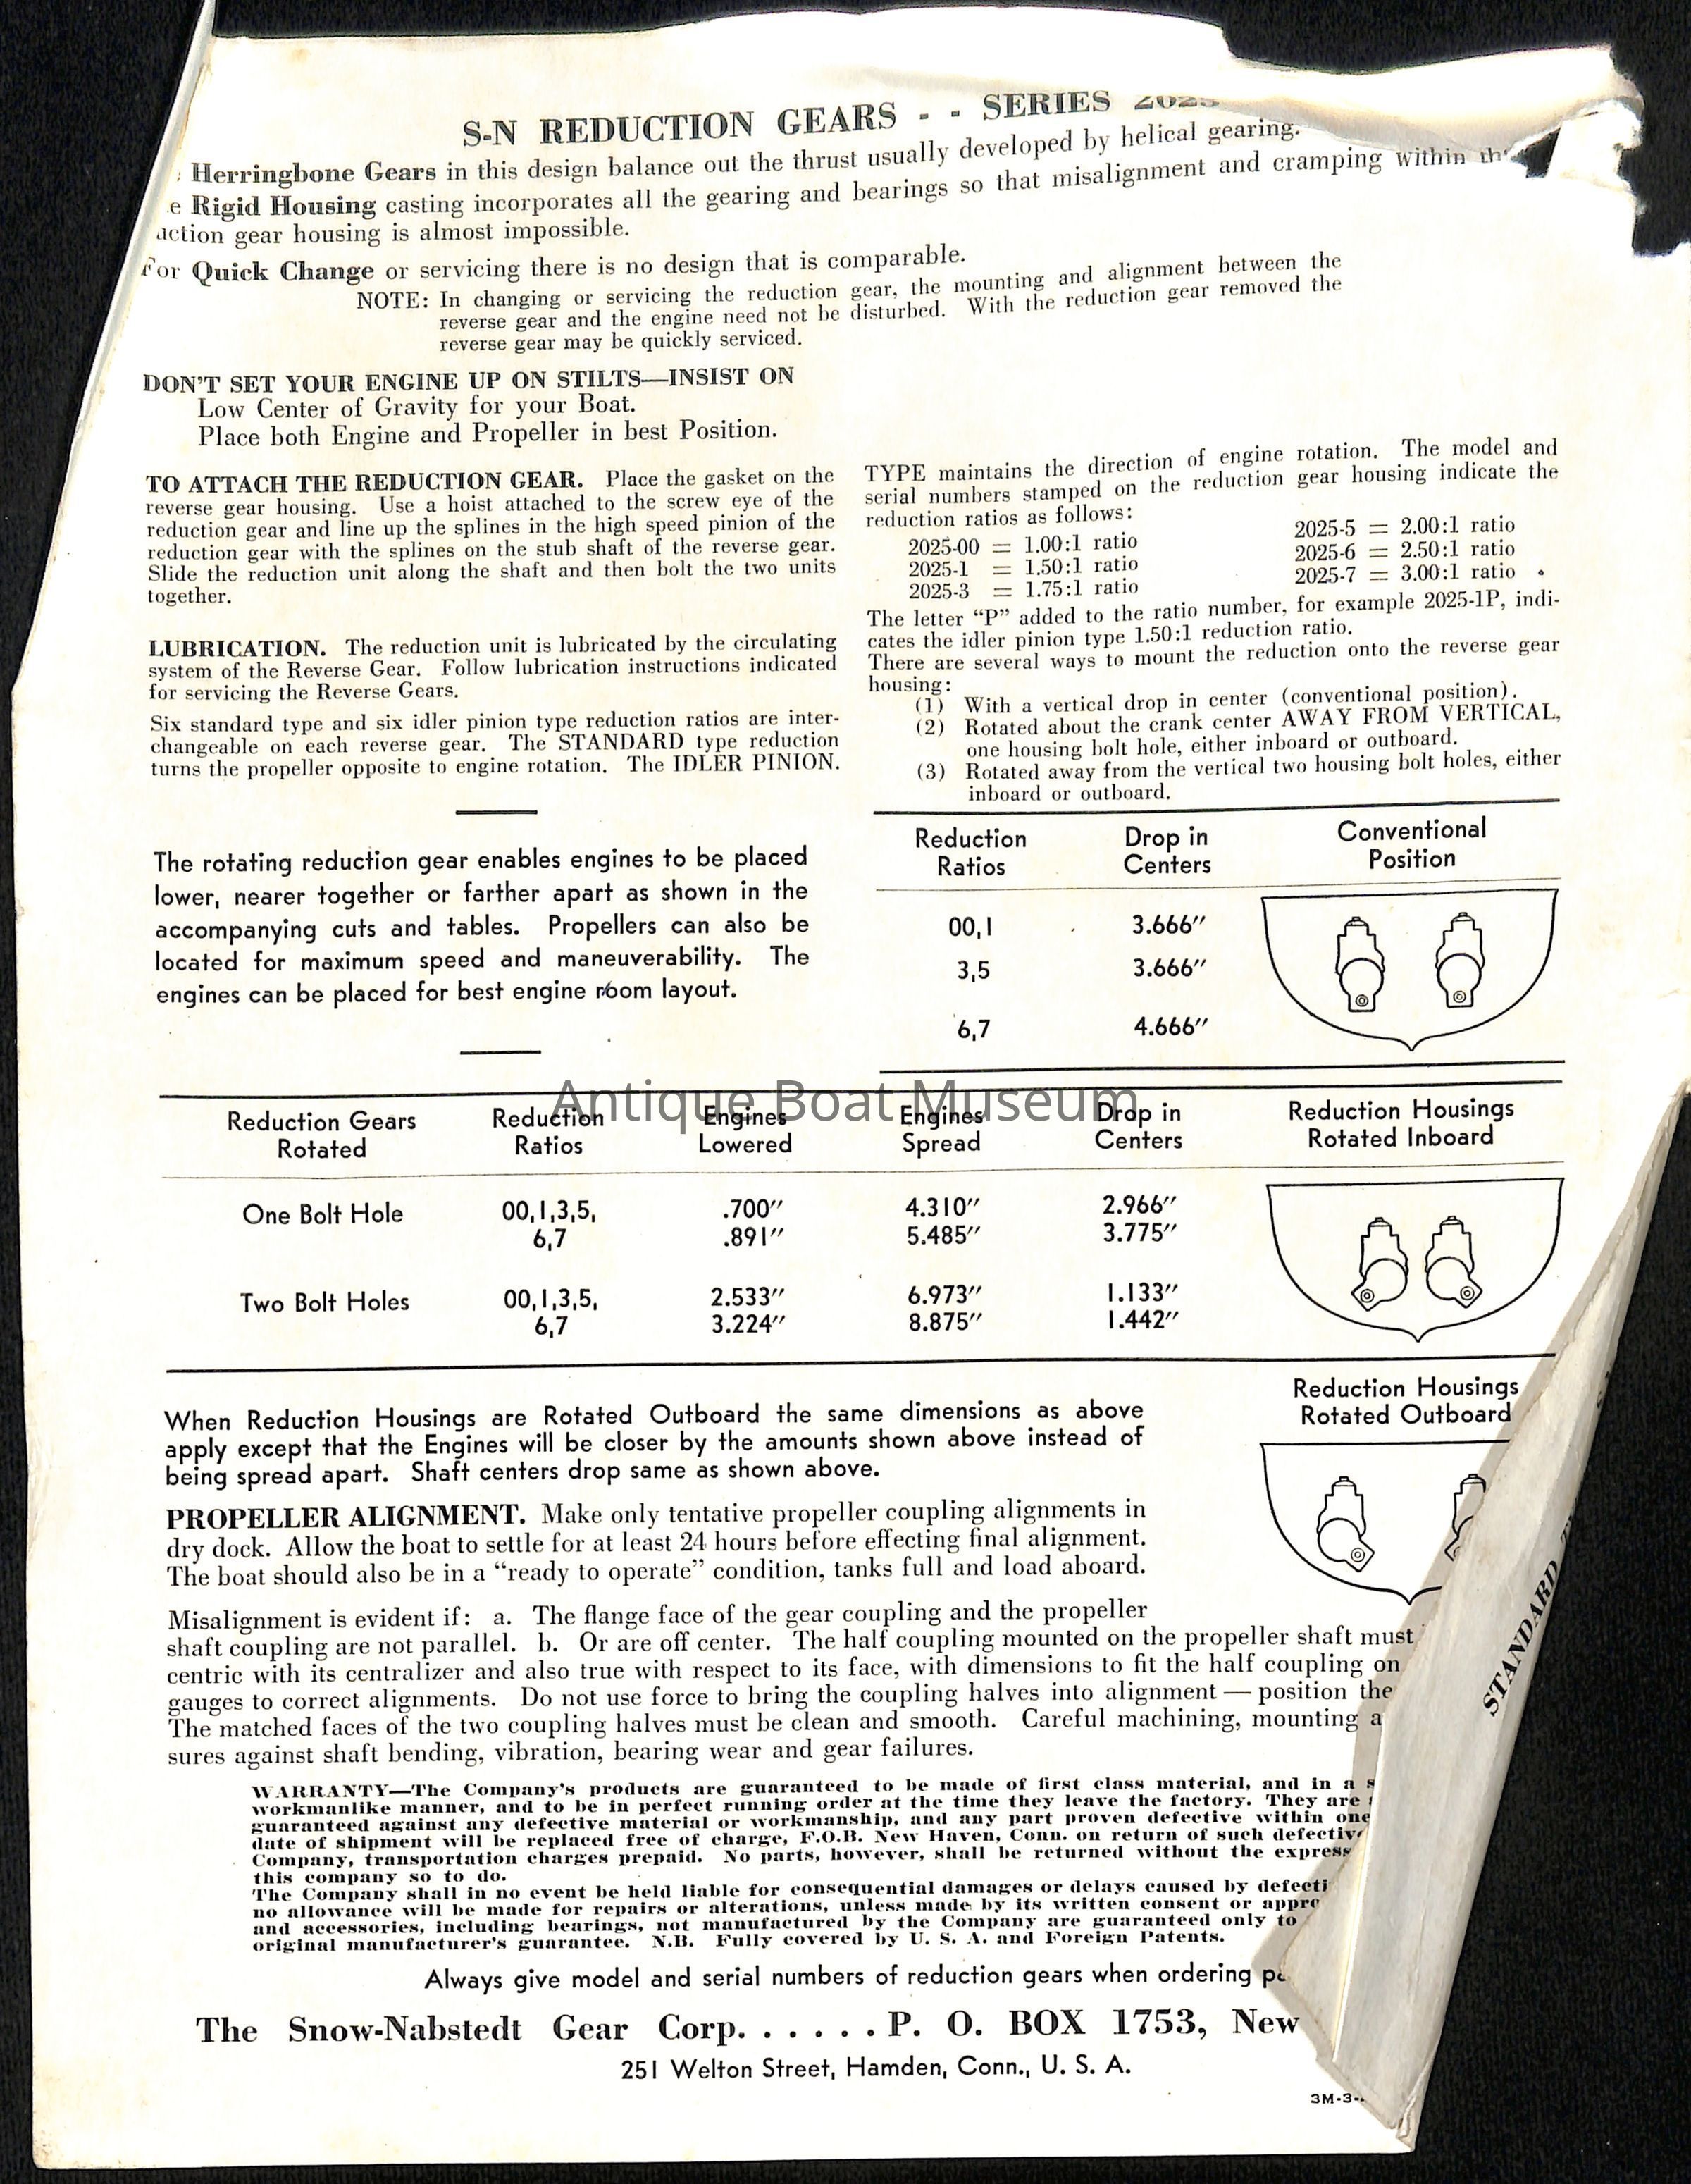 S-N REDUCTION GEARS - - SERIES 2025
Herringbone Gears in this design balance out the thrust usually developed by helical gearing.
e Rigid Housing casting incorporates all the gearing and bearings so that misalignment and cramping within
uction gear housing is almost impossible.
For Quick Change or servicing there is no design that is comparable.
NOTE: In changing or servicing the reduction gear, the mounting and alignment between the
reverse gear and the engine need not be disturbed. With the reduction gear removed the
reverse gear may be quickly serviced.
DON'T SET YOUR ENGINE UP ON STILTS—INSIST ON
Low Center of Gravity for your Boat.
Place both Engine and Propeller in best Position.
TO ATTACH THE REDUCTION GEAR. Place the gasket on the
reverse gear housing. Use a hoist attached to the screw eye of the
reduction gear and line up the splines in the high speed pinion of the
reduction gear with the splines on the stub shaft of the reverse gear.
Slide the reduction unit along the shaft and then bolt the two units
together.
LUBRICATION. The reduction unit is lubricated by the circulating
system of the Reverse Gear. Follow lubrication instructions indicated
for servicing the Reverse Gears.
Six standard type and six idler pinion type reduction ratios are inter-
changeable on each reverse gear. The STANDARD type reduction
turns the propeller opposite to engine rotation. The IDLER PINION.
TYPE maintains the direction of engine rotation. The model and
serial numbers stamped on the reduction gear housing indicate the
reduction ratios as follows:
2025-00 = 1.00:1 ratio
2025-1 = 1.50:1 ratio
2025-3 = 1.75:1 ratio
2025-5 = 2.00:1 ratio
2025-6 = 2.50:1 ratio
2025-7 = 3.00:1 ratio
The letter "P" added to the ratio number, for example 2025-1P, indi-
cates the idler pinion type 1.50:1 reduction ratio.
There are several ways to mount the reduction onto the reverse gear
housing:
(1) With a vertical drop in center (conventional position).
(2) Rotated about the crank center AWAY FROM VERTICAL,
one housing bolt hole, either inboard or outboard.
(3) Rotated away from the vertical two housing bolt holes, either
inboard or outboard.
The rotating reduction gear enables engines to be placed
lower, nearer together or farther apart as shown in the
accompanying cuts and tables. Propellers can also be
located for maximum speed and maneuverability. The
engines can be placed for best engine room layout.
Reduction Drop in Conventional
Ratios Centers Position
00,1 3.666"
3,5 3.666"
6,7 4.666"
Antique Boat Museum
Reduction Gears Reduction Engines Engines Drop in Reduction Housings
Rotated Ratios Lowered Spread Centers Rotated Inboard
One Bolt Hole 00,1,3,5, .700" 4.310" 2.966"
6,7 .891" 5.485" 3.775"
Two Bolt Holes 00,1,3,5, 2.533" 6.973" 1.133"
6,7 3.224" 8.875" 1.442"
Reduction Housings
Rotated Outboard
When Reduction Housings are Rotated Outboard the same dimensions as above
apply except that the Engines will be closer by the amounts shown above instead of
being spread apart. Shaft centers drop same as shown above.
PROPELLER ALIGNMENT. Make only tentative propeller coupling alignments in
dry dock. Allow the boat to settle for at least 24 hours before effecting final alignment.
The boat should also be in a "ready to operate" condition, tanks full and load aboard.
Misalignment is evident if: a. The flange face of the gear coupling and the propeller
shaft coupling are not parallel. b. Or are off center. The half coupling mounted on the propeller shaft must
centric with its centralizer and also true with respect to its face, with dimensions to fit the half coupling on
gauges to correct alignments. Do not use force to bring the coupling halves into alignment — position the
The matched faces of the two coupling halves must be clean and smooth. Careful machining, mounting a
sures against shaft bending, vibration, bearing wear and gear failures.
STANDARD
WARRANTY—The Company's products are guaranteed to be made of first class material, and in a s
workmanlike manner, and to be in perfect running order at the time they leave the factory. They are
guaranteed against any defective material or workmanship, and any part proven defective within one
date of shipment will be replaced free of charge, F.O.B. New Haven, Conn. on return of such defectiv
Company, transportation charges prepaid. No parts, however, shall be returned without the express
this company so to do.
The Company shall in no event be held liable for consequential damages or delays caused by defecti
no allowance will be made for repairs or alterations, unless made by its written consent or appro
and accessories, including bearings, not manufactured by the Company are guaranteed only to
original manufacturer's guarantee. N.B. Fully covered by U. S. A. and Foreign Patents.
Always give model and serial numbers of reduction gears when ordering pa
The Snow-Nabstedt Gear Corp. . . . . . . P. O. BOX 1753, New
251 Welton Street, Hamden, Conn., U. S. A.
3M-3-